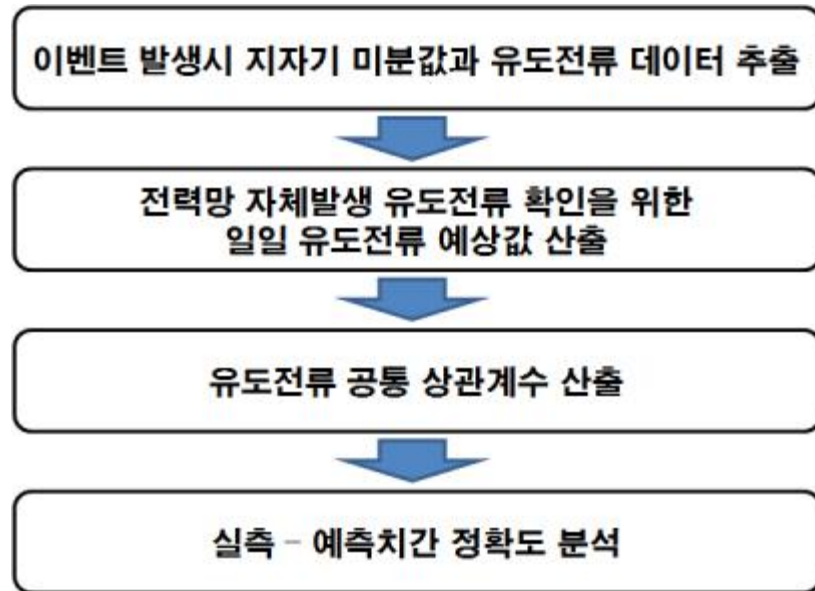 이벤트 발생시 지자기 미분값과 유도전류 데이터 추출
전력망 자체발생 유도전류 확인을 위한
일일 유도전류 예상값 산출
유도전류 공통 상관계수 산출
실측 - 예측치간 정확도 분석